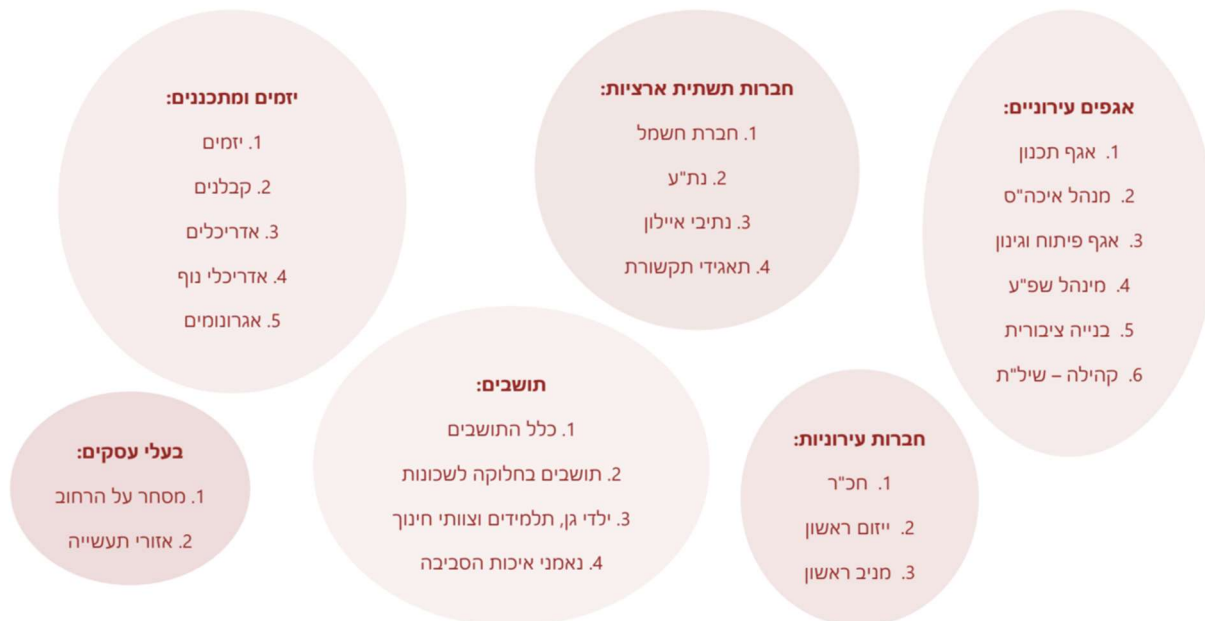 אגפים עירוניים:
1. אגף תכנון
2. מנהל איכה"ס
3. אגף פיתוח וגינון
4. מינהל שפ"ע
5. בנייה ציבורית
6. קהילה – שיל"ת
חברות תשתית ארציות:
1. חברת חשמל
2. נת"ע
3. נתיבי איילון
4. תאגידי תקשורת
יזמים ומתכננים:
1. יזמים
2. קבלנים
3. אדריכלים
4. אדריכלי נוף
5. אגרונומים
חברות עירוניות:
1. חכ"ר
2. ייזום ראשון
3. מניב ראשון
תושבים:
1. כלל התושבים
2. תושבים בחלוקה לשכונות
3. ילדי גן, תלמידים וצוותי חינוך
4. נאמני איכות הסביבה
בעלי עסקים:
1. מסחר על הרחוב
2. אזורי תעשייה